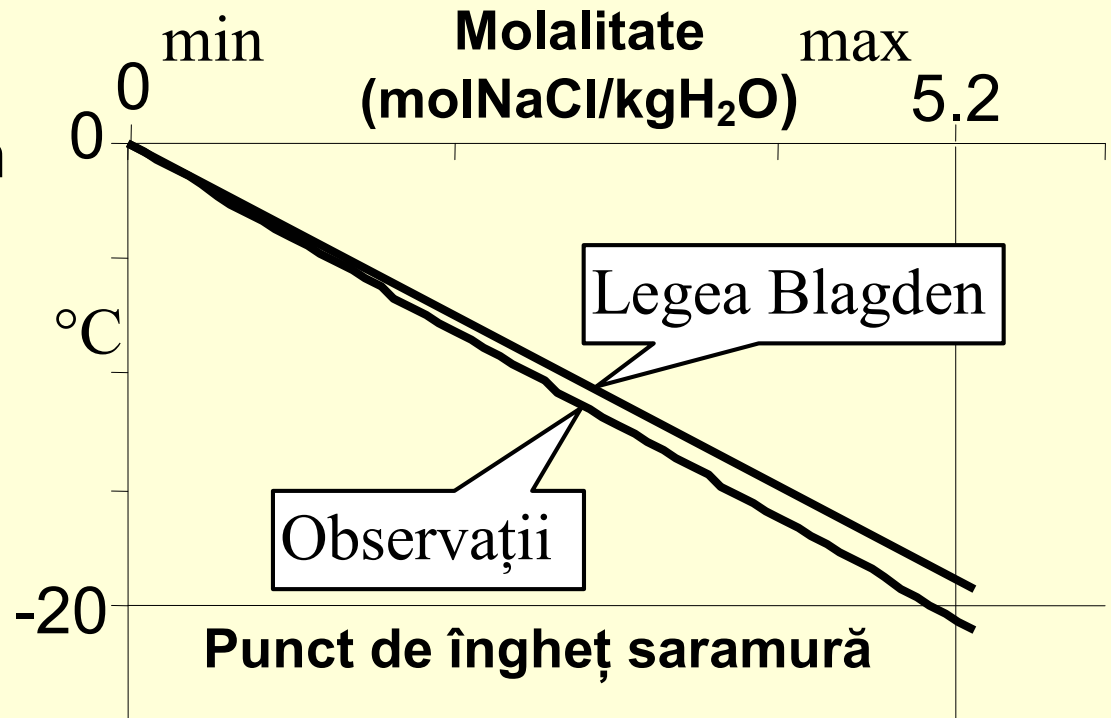 min Molalitate max
0 (molNaCl/kgH₂O) 5.2
0
°C
Legea Blagden
Observații
-20
Punct de îngheț saramură